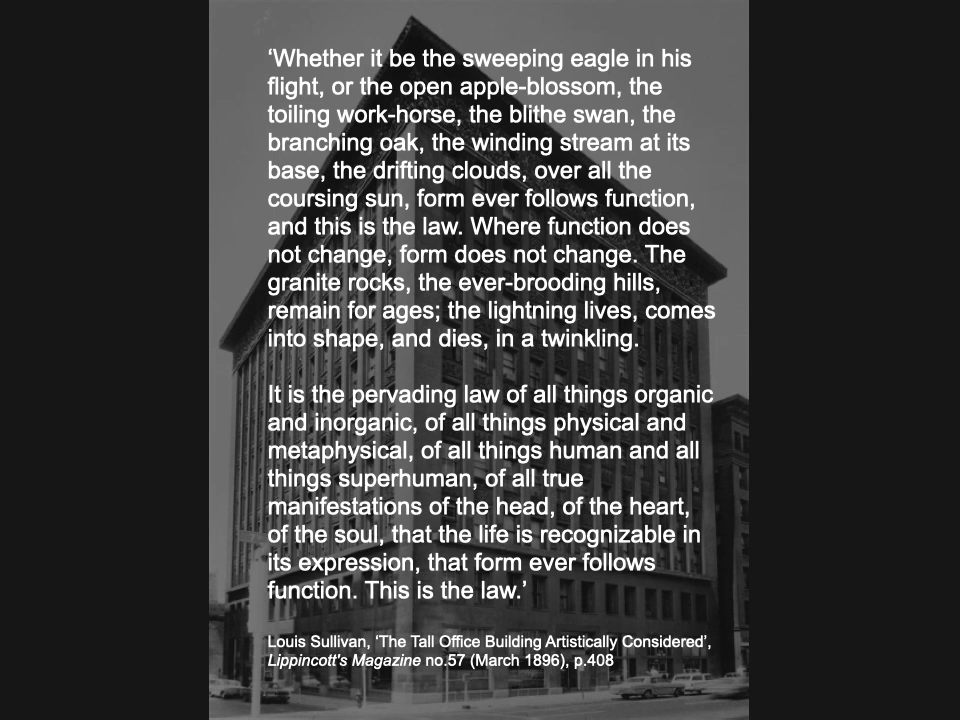 ‘Whether it be the sweeping eagle in his
flight, or the open apple-blossom, the
toiling work-horse, the blithe swan, the
branching oak, the winding stream at its
base, the drifting clouds, over all the
coursing sun, form ever follows function,
and this is the law. Where function does
not change, form does not change. The
granite rocks, the ever-brooding hills,
remain for ages; the lightning lives, comes
into shape, and dies, in a twinkling.
It is the pervading law of all things organic
and inorganic, of all things physical and
metaphysical, of all things human and all
things superhuman, of all true
manifestations of the head, of the heart,
of the soul, that the life is recognizable in
its expression, that form ever follows
function. This is the law.’
Louis Sullivan, ‘The Tall Office Building Artistically Considered’,
Lippincott's Magazine no.57 (March 1896), p.408